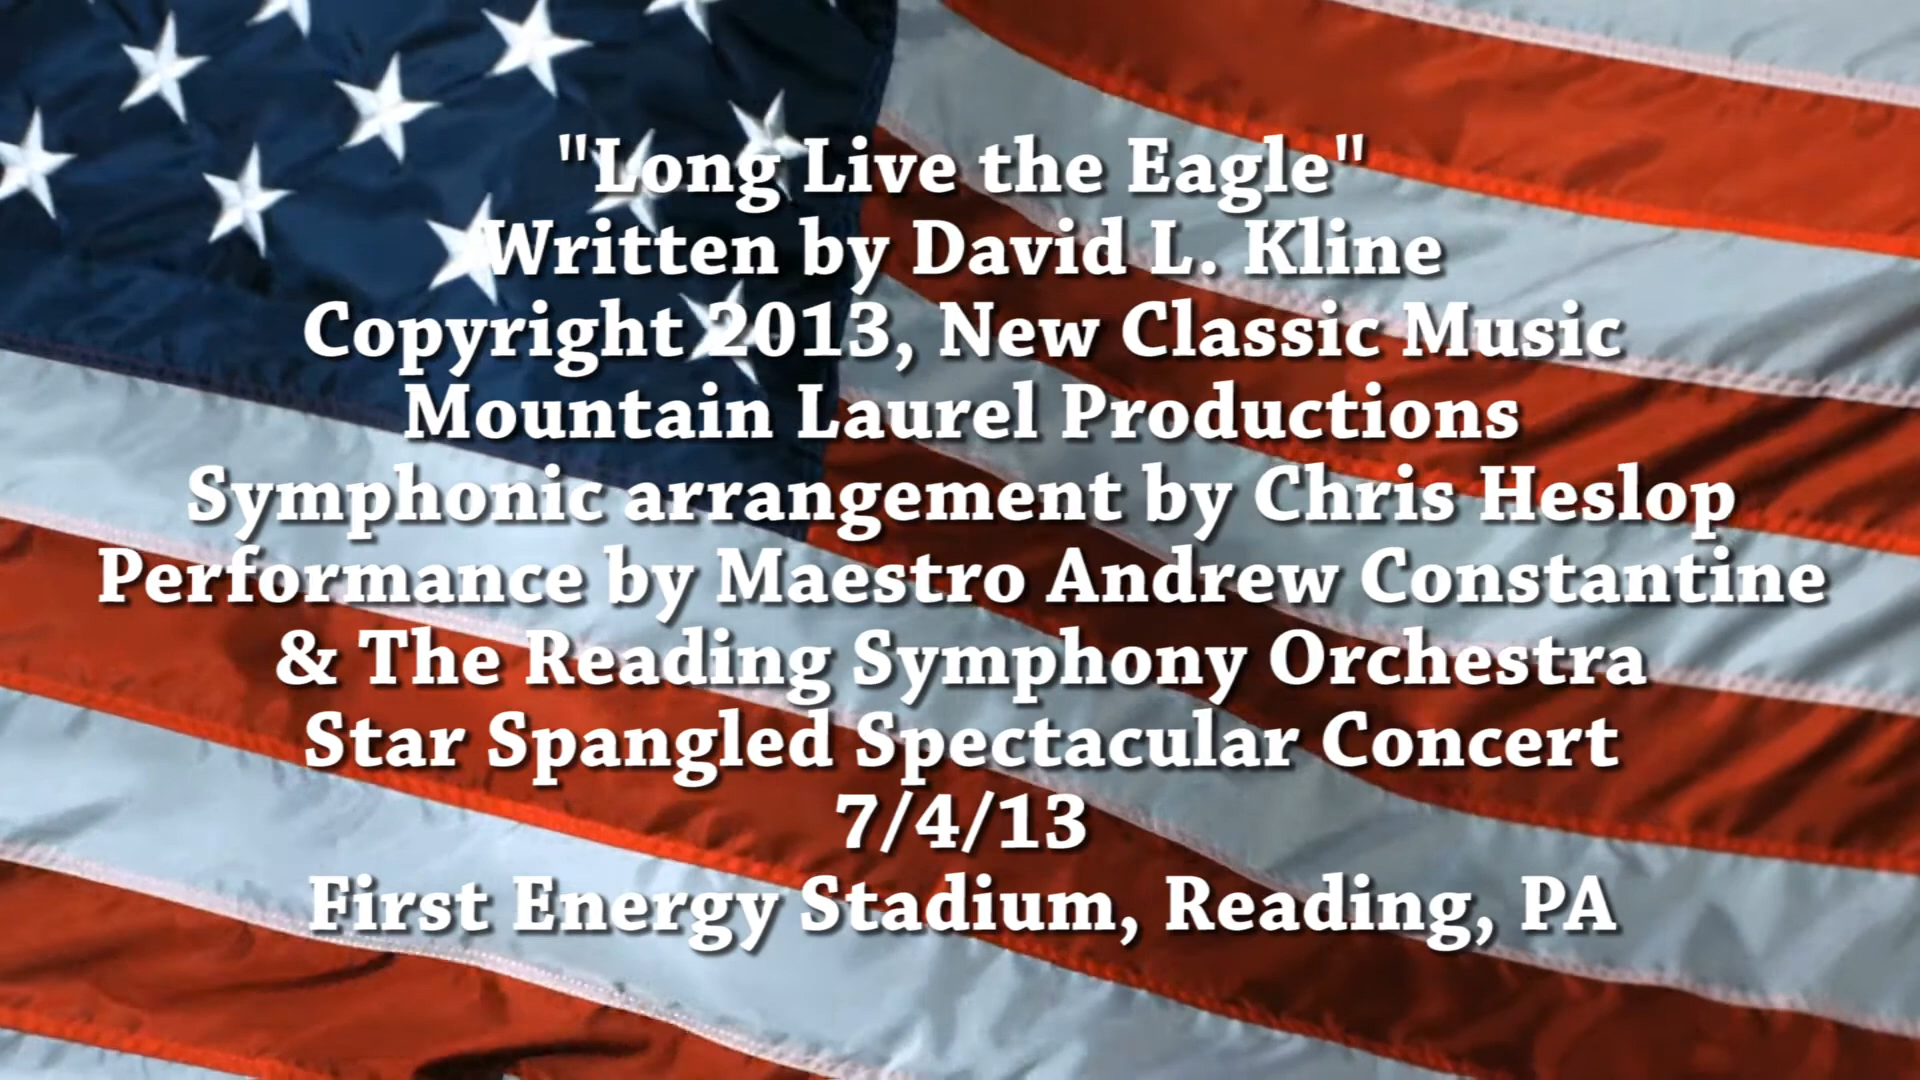 "Long Live the Eagle"
Written by David L. Kline
Copyright 2013, New Classic Music
Mountain Laurel Productions
Symphonic arrangement by Chris Heslop
Performance by Maestro Andrew Constantine
& The Reading Symphony Orchestra
Star Spangled Spectacular Concert
7/4/13
First Energy Stadium, Reading, PA